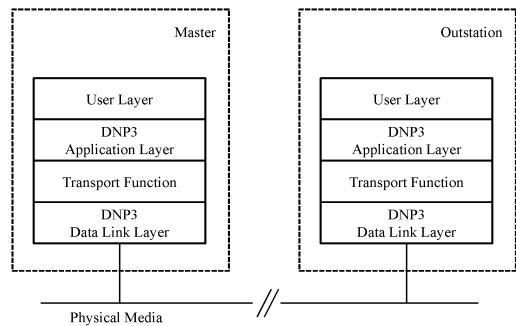 Master
User Layer
DNP3
Application Layer
Transport Function
DNP3
Data Link Layer
Outstation
User Layer
DNP3
Application Layer
Transport Function
DNP3
Data Link Layer
Physical Media